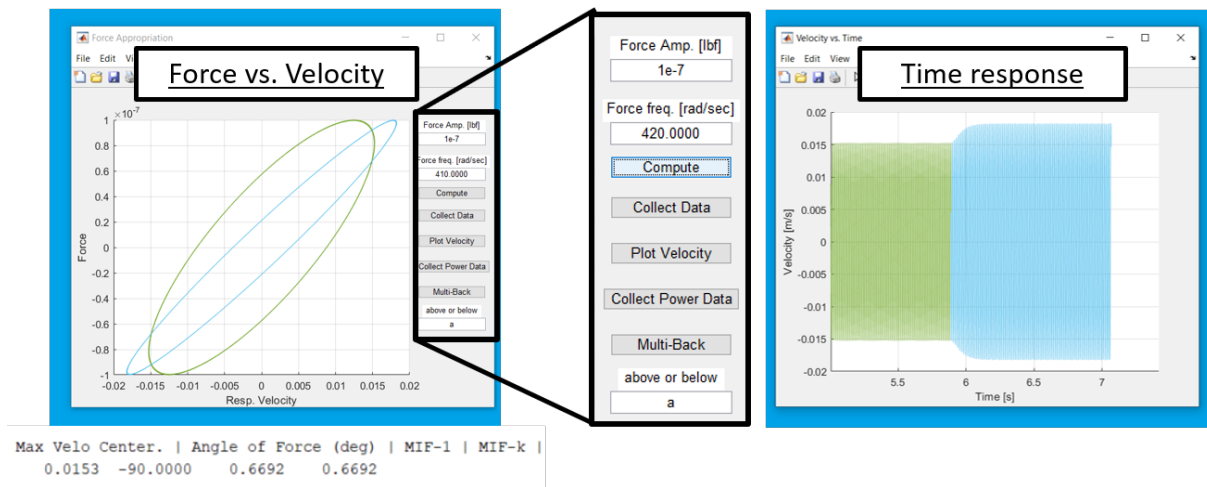 Force Appropriation
File Edit Vi
Force vs. Velocity
×10^-7
1
0.8
0.6
0.4
0.2
0
-0.2
-0.4
-0.6
-0.8
-1
Force
-0.02 -0.015 -0.01 -0.005 0 0.005 0.01 0.015 0.02
Resp. Velocity
Force Amp. [lbf]
1e-7
Force freq. [rad/sec]
410.0000
Compute
Collect Data
Plot Velocity
Collect Power Data
Multi-Back
above or below
a
Force Amp. [lbf]
1e-7
Force freq. [rad/sec]
420.0000
Compute
Collect Data
Plot Velocity
Collect Power Data
Multi-Back
above or below
a
Velocity vs. Time
File Edit View
Time response
0.02
0.015
0.01
0.005
0
-0.005
-0.01
-0.015
-0.02
Velocity [m/s]
5.5 6 6.5 7
Time [s]
Max Velo Center. | Angle of Force (deg) | MIF-1 | MIF-k |
0.0153 -90.0000 0.6692 0.6692